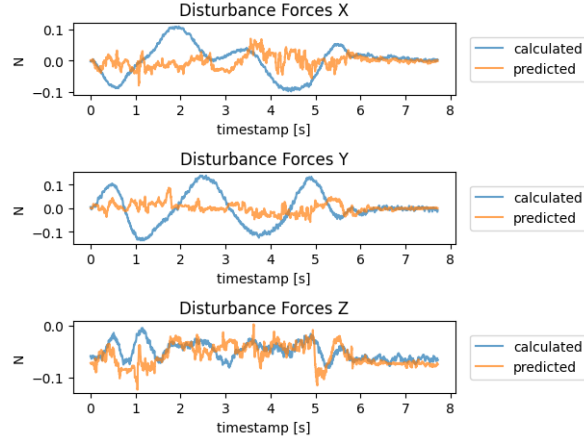 Disturbance Forces X
0.1
0.0
−0.1
N
0 1 2 3 4 5 6 7 8
timestamp [s]
calculated
predicted
Disturbance Forces Y
0.1
0.0
−0.1
N
0 1 2 3 4 5 6 7 8
timestamp [s]
calculated
predicted
Disturbance Forces Z
0.0
−0.1
N
0 1 2 3 4 5 6 7 8
timestamp [s]
calculated
predicted